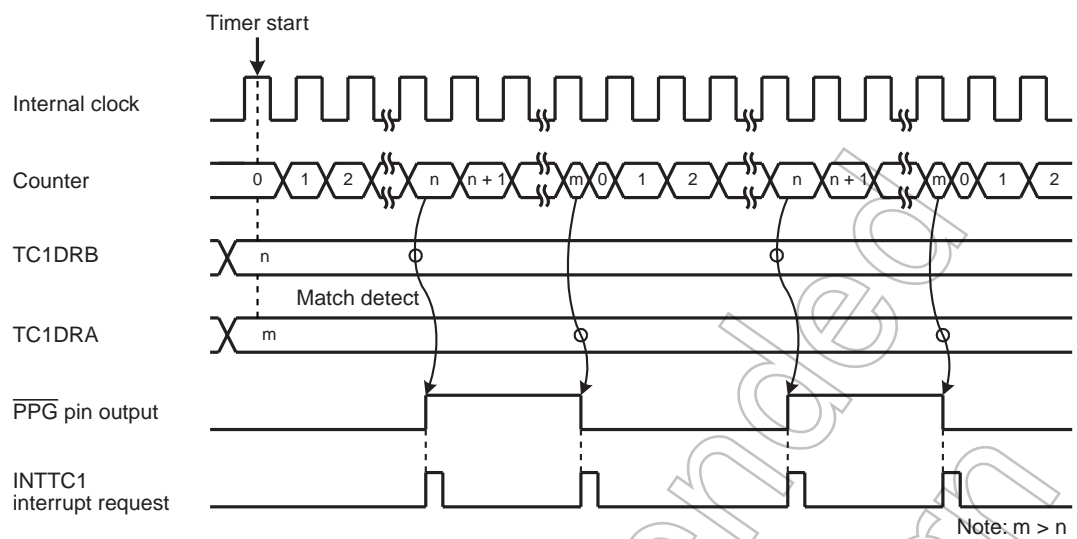 Timer start
Internal clock
Counter
0 1 2 n n + 1 m 0 1 2 n n + 1 m 0 1 2
TC1DRB
n
Match detect
TC1DRA
m
PPG pin output
INTTC1
interrupt request
Note: m > n